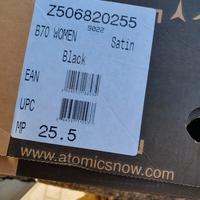 Z506820255
9022
B70 WOMEN Satin
Black
EAN
UPC
MP 25.5
www.atomicsnow.com